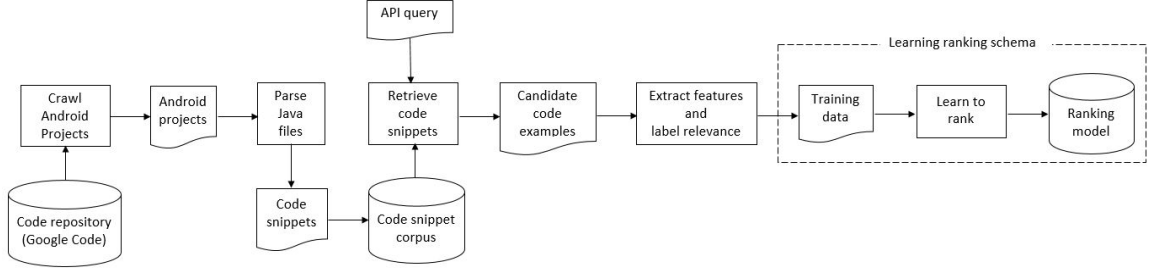 API query
Learning ranking schema
Crawl
Android
Projects
Android
projects
Parse
Java
files
Retrieve
code
snippets
Candidate
code
examples
Extract features
and
label relevance
Training
data
Learn to
rank
Ranking
model
Code repository
(Google Code)
Code
snippets
Code snippet
corpus